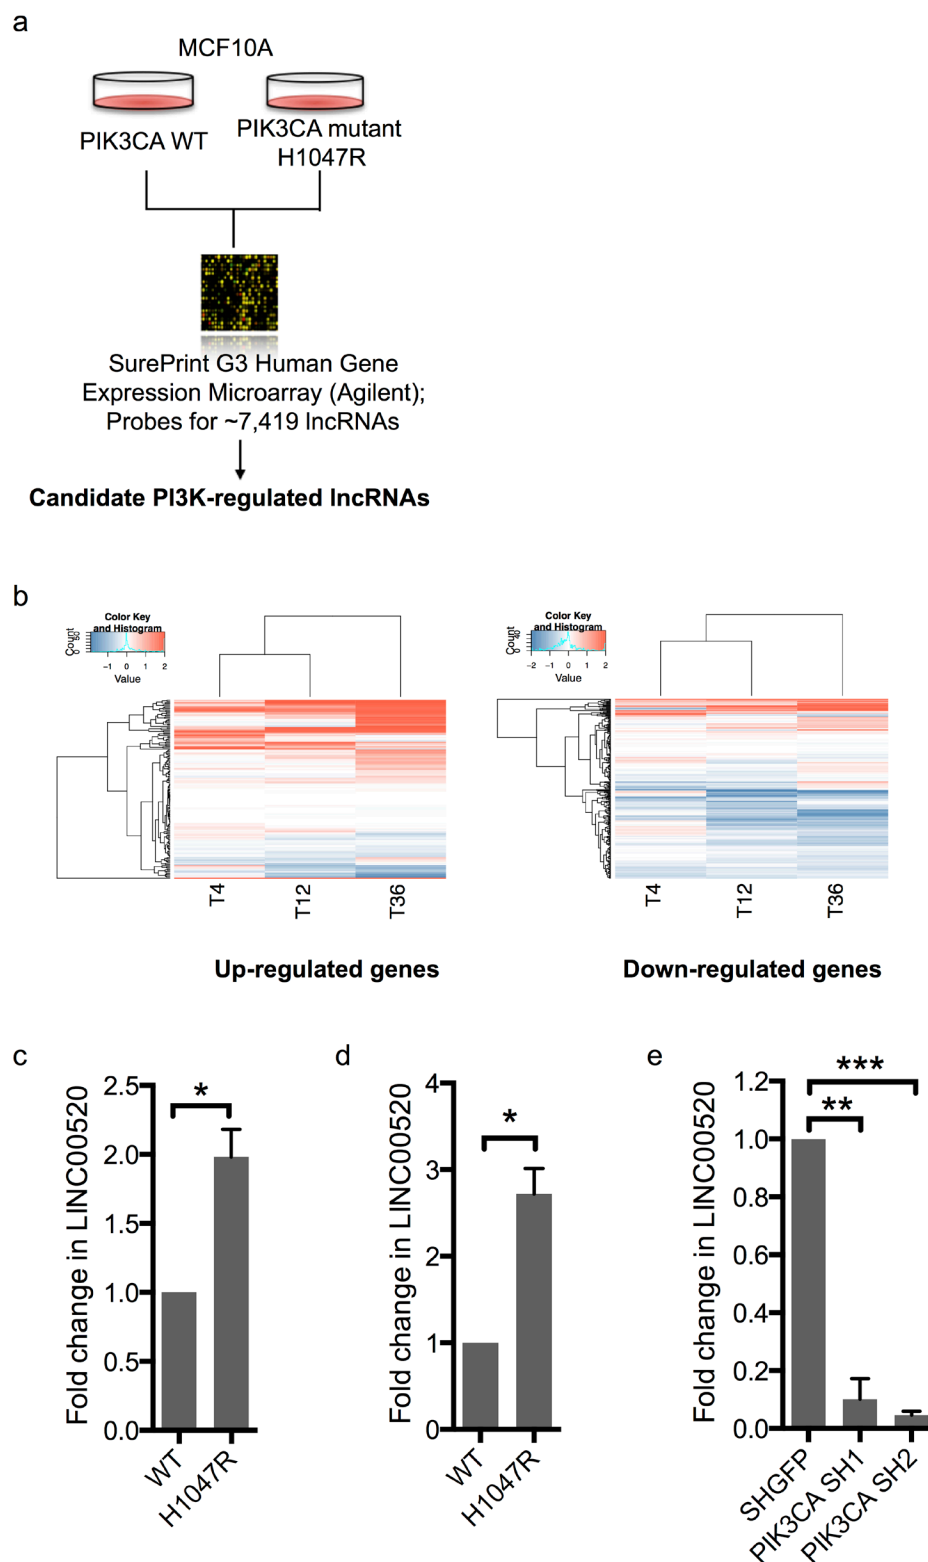 a
MCF10A
PIK3CA WT
PIK3CA mutant
H1047R
SurePrint G3 Human Gene
Expression Microarray (Agilent);
Probes for ~7,419 lncRNAs
Candidate PI3K-regulated lncRNAs
b
Color Key
and Histogram
Count
0 50
-1 0 1 2
Value
T4
T12
T36
Up-regulated genes
Color Key
and Histogram
Count
0 40
-2 -1 0 1 2
Value
T4
T12
T36
Down-regulated genes
c
Fold change in LINC00520
2.5
2.0
1.5
1.0
0.5
0.0
*
WT
H1047R
d
Fold change in LINC00520
4
3
2
1
0
*
WT
H1047R
e
Fold change in LINC00520
1.2
1.0
0.8
0.6
0.4
0.2
0.0
***
**
SHGFP
PIK3CA SH1
PIK3CA SH2